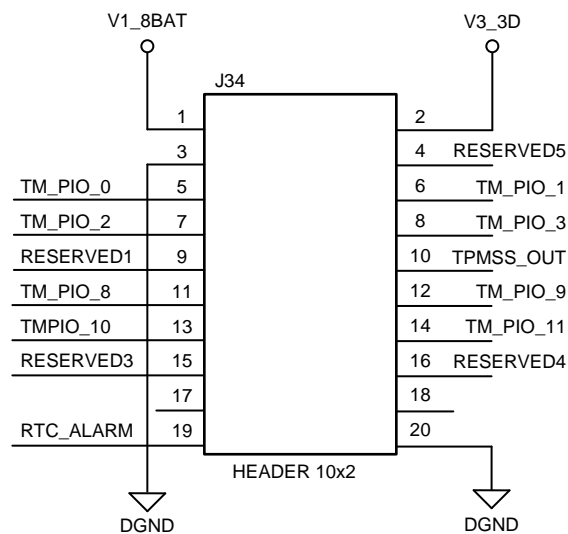 V1_8BAT V3_3D
J34
1 2
3 4 RESERVED5
TM_PIO_0 5 6 TM_PIO_1
TM_PIO_2 7 8 TM_PIO_3
RESERVED1 9 10 TPMSS_OUT
TM_PIO_8 11 12 TM_PIO_9
TMPIO_10 13 14 TM_PIO_11
RESERVED3 15 16 RESERVED4
17 18
RTC_ALARM 19 20
HEADER 10x2
DGND DGND